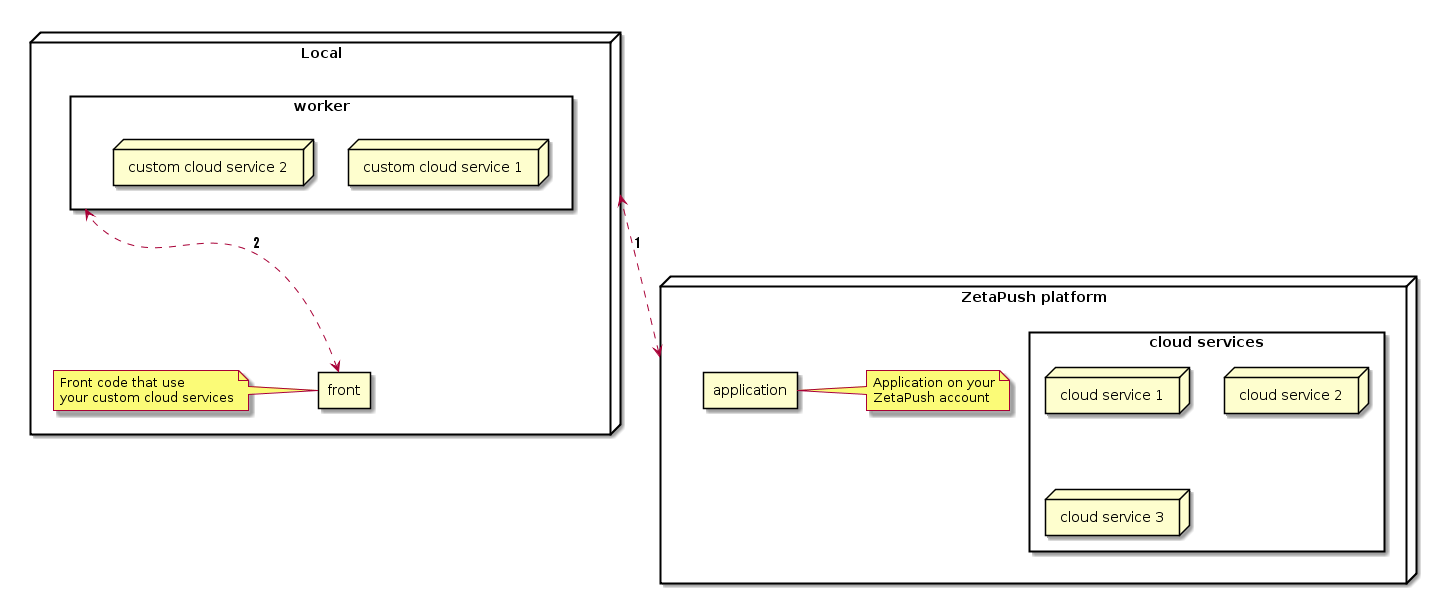 Local
worker
custom cloud service 2
custom cloud service 1
2
1
Front code that use
your custom cloud services
front
ZetaPush platform
cloud services
application
Application on your
ZetaPush account
cloud service 1
cloud service 2
cloud service 3